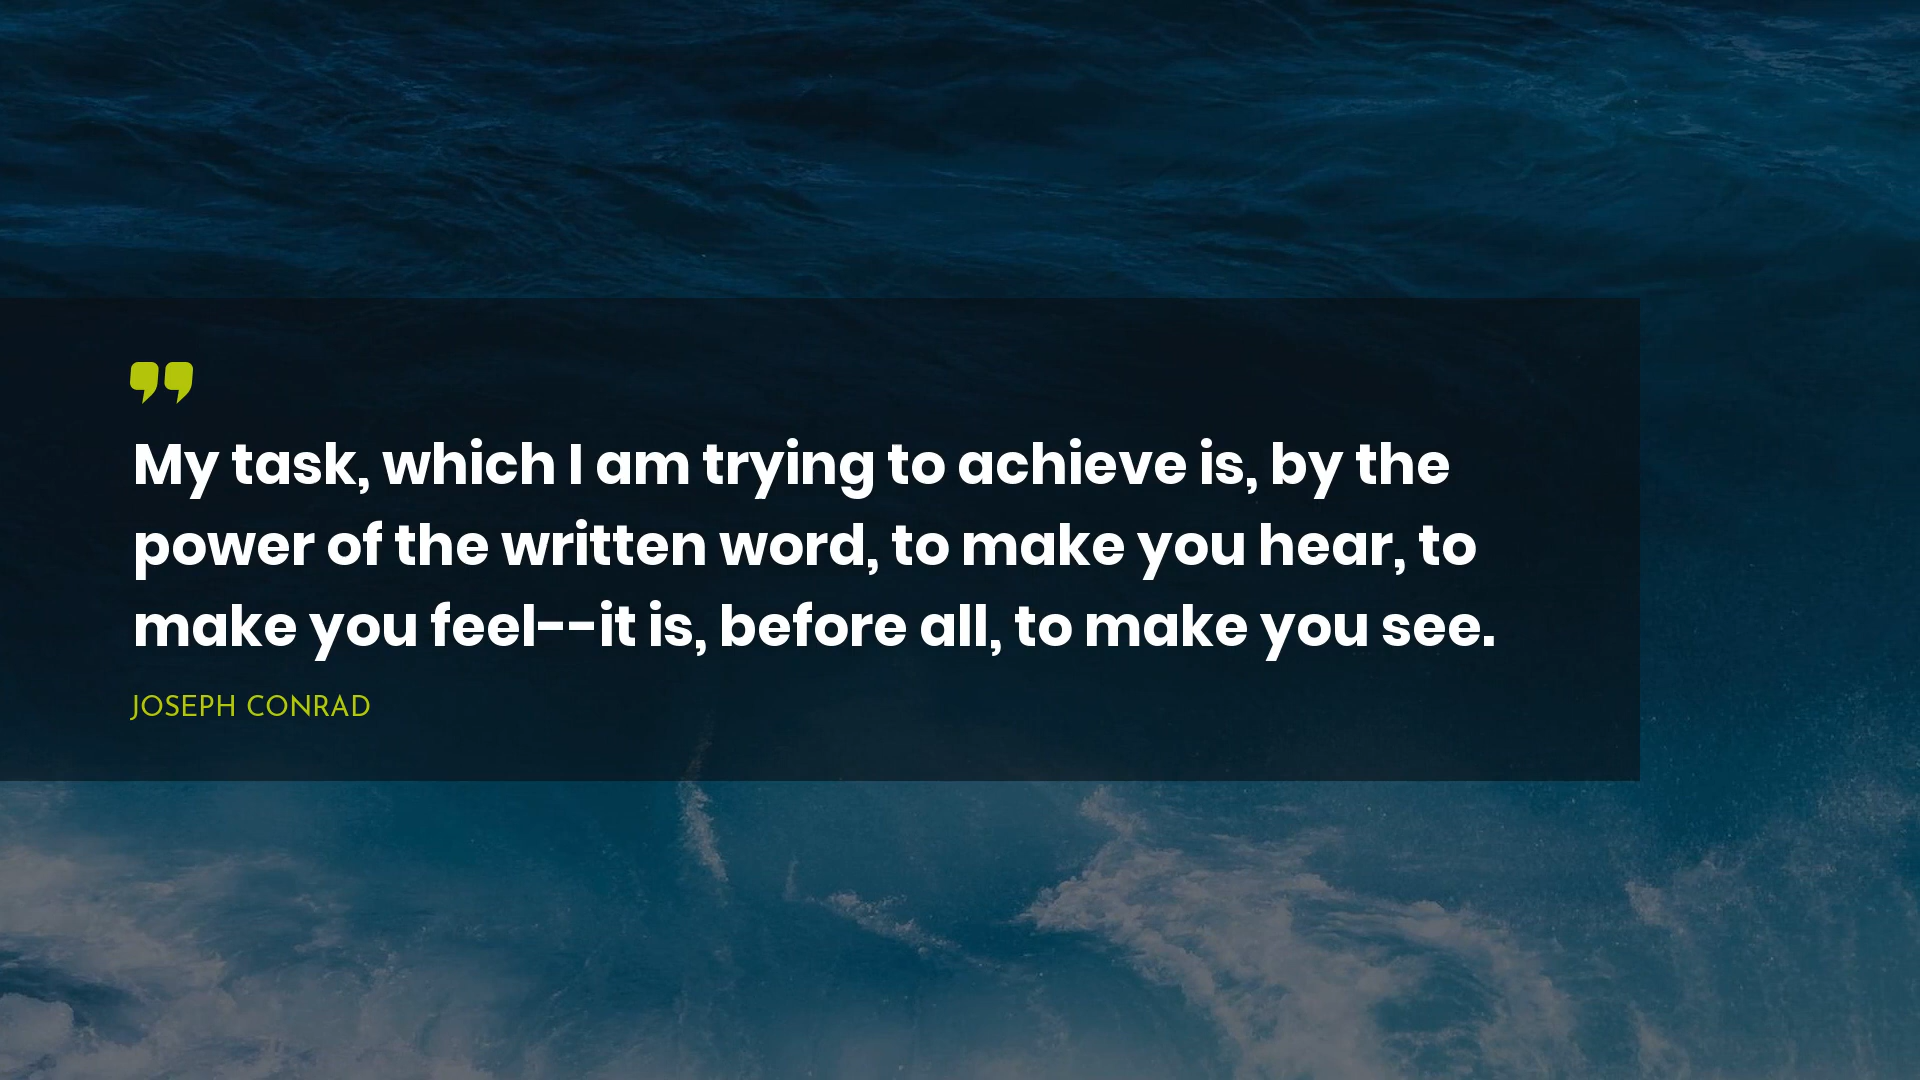 My task, which I am trying to achieve is, by the
power of the written word, to make you hear, to
make you feel--it is, before all, to make you see.
JOSEPH CONRAD